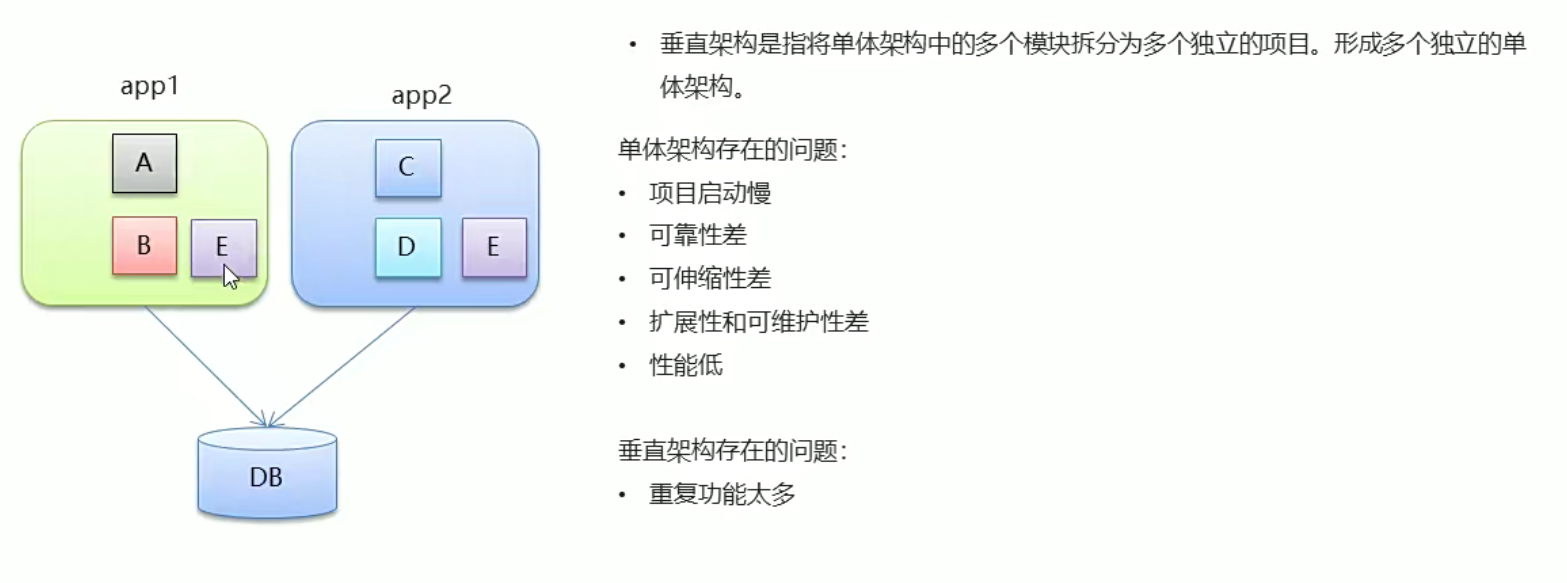 app1
app2
A
B
E
C
D
E
DB
• 垂直架构是指将单体架构中的多个模块拆分为多个独立的项目。形成多个独立的单
体架构。
单体架构存在的问题：
• 项目启动慢
• 可靠性差
• 可伸缩性差
• 扩展性和可维护性差
• 性能低
垂直架构存在的问题：
• 重复功能太多